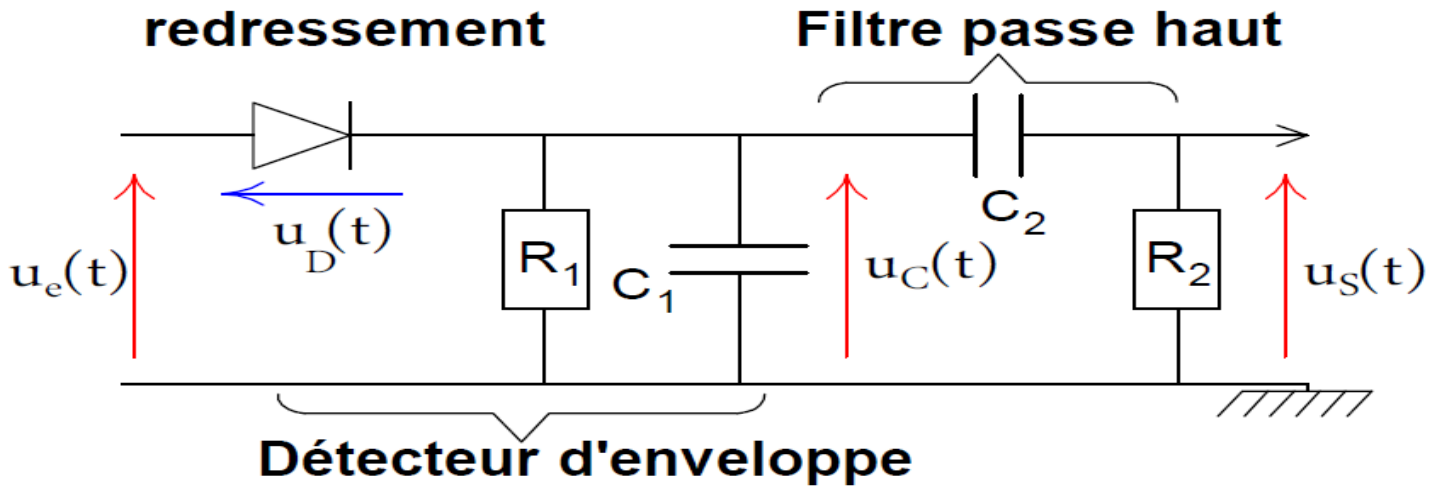 redressement
Filtre passe haut
u_D(t)
u_e(t)
R_1
C_1
u_C(t)
C_2
R_2
u_S(t)
Détecteur d'enveloppe